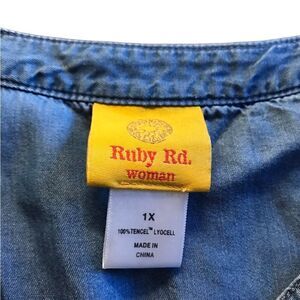 Ruby Rd.
woman
1X
100% TENCEL™ LYOCELL
MADE IN
CHINA